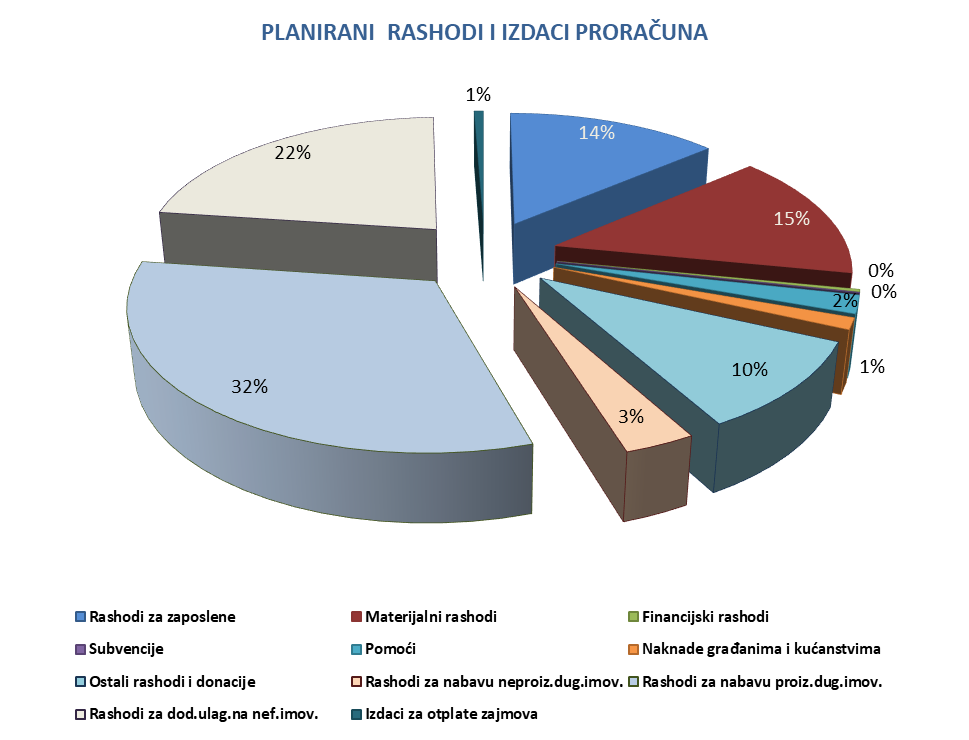 PLANIRANI RASHODI I IZDACI PRORAČUNA
1%
14%
22%
15%
0%
0%
2%
1%
10%
32%
3%
Rashodi za zaposlene
Materijalni rashodi
Financijski rashodi
Subvencije
Pomoći
Naknade građanima i kućanstvima
Ostali rashodi i donacije
Rashodi za nabavu neproiz.dug.imov.
Rashodi za nabavu proiz.dug.imov.
Rashodi za dod.ulag.na nef.imov.
Izdaci za otplate zajmova